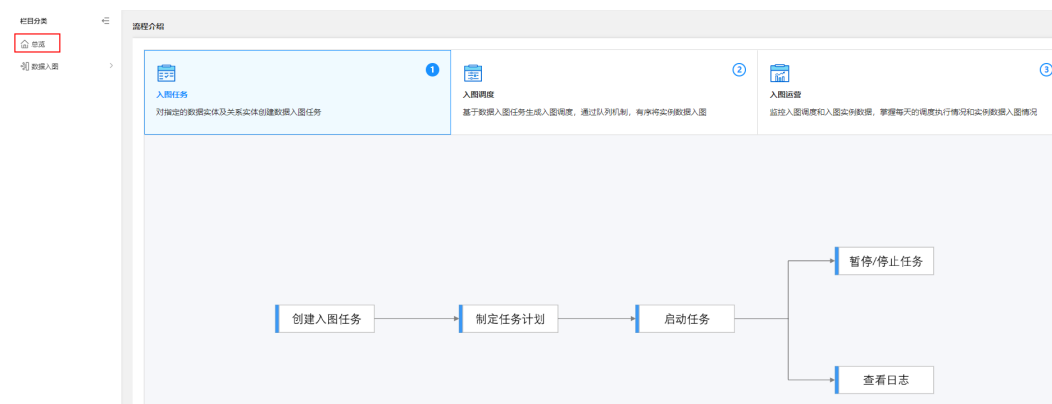 栏目分类
总览
数据入图
流程介绍
1
入图任务
对指定的数据实体及关系实体创建数据入图任务
2
入图调度
基于数据入图任务生成入图调度，通过队列机制，有序将实例数据入图
3
入图运营
监控入图调度和入图实例数据，掌握每天的调度执行情况和实例数据入图情况
创建入图任务
制定任务计划
启动任务
暂停/停止任务
查看日志